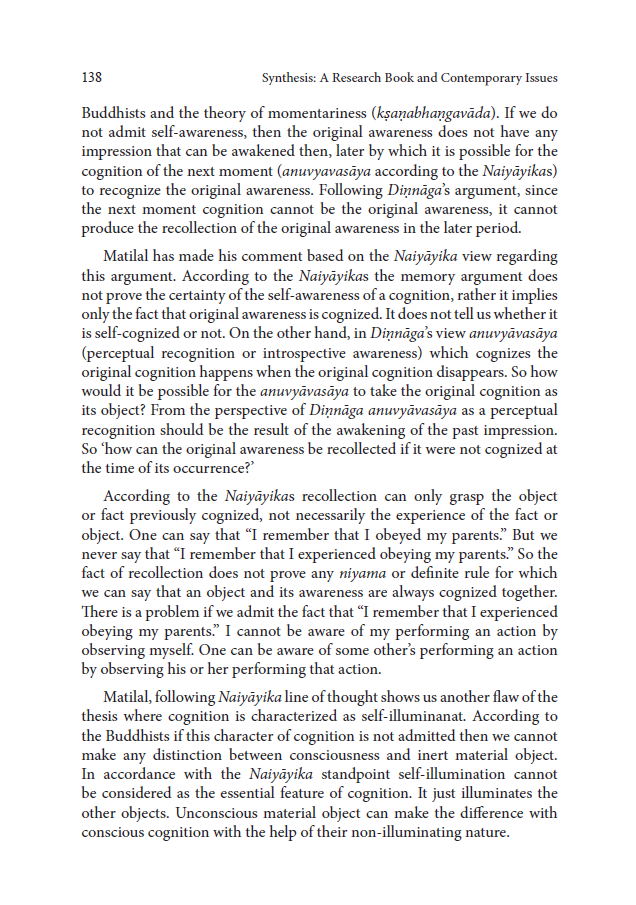 138 Synthesis: A Research Book and Contemporary Issues
Buddhists and the theory of momentariness (kṣaṇabhaṇgavāda). If we do
not admit self-awareness, then the original awareness does not have any
impression that can be awakened then, later by which it is possible for the
cognition of the next moment (anuvyavasāya according to the Naiyāyikas)
to recognize the original awareness. Following Diṇnāga’s argument, since
the next moment cognition cannot be the original awareness, it cannot
produce the recollection of the original awareness in the later period.
Matilal has made his comment based on the Naiyāyika view regarding
this argument. According to the Naiyāyikas the memory argument does
not prove the certainty of the self-awareness of a cognition, rather it implies
only the fact that original awareness is cognized. It does not tell us whether it
is self-cognized or not. On the other hand, in Diṇnāga’s view anuvyāvasāya
(perceptual recognition or introspective awareness) which cognizes the
original cognition happens when the original cognition disappears. So how
would it be possible for the anuvyāvasāya to take the original cognition as
its object? From the perspective of Diṇnāga anuvyāvasāya as a perceptual
recognition should be the result of the awakening of the past impression.
So ‘how can the original awareness be recollected if it were not cognized at
the time of its occurrence?’
According to the Naiyāyikas recollection can only grasp the object
or fact previously cognized, not necessarily the experience of the fact or
object. One can say that “I remember that I obeyed my parents.” But we
never say that “I remember that I experienced obeying my parents.” So the
fact of recollection does not prove any niyama or definite rule for which
we can say that an object and its awareness are always cognized together.
There is a problem if we admit the fact that “I remember that I experienced
obeying my parents.” I cannot be aware of my performing an action by
observing myself. One can be aware of some other’s performing an action
by observing his or her performing that action.
Matilal, following Naiyāyika line of thought shows us another flaw of the
thesis where cognition is characterized as self-illuminanat. According to
the Buddhists if this character of cognition is not admitted then we cannot
make any distinction between consciousness and inert material object.
In accordance with the Naiyāyika standpoint self-illumination cannot
be considered as the essential feature of cognition. It just illuminates the
other objects. Unconscious material object can make the difference with
conscious cognition with the help of their non-illuminating nature.